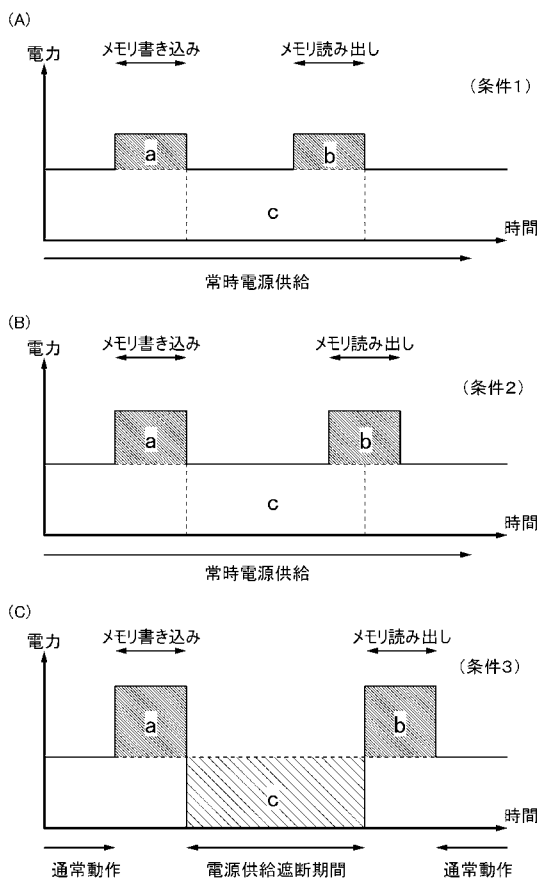 (A)
メモリ書き込み
メモリ読み出し
電力
(条件1)
a
b
c
時間
常時電源供給
(B)
メモリ書き込み
メモリ読み出し
電力
(条件2)
a
b
c
時間
常時電源供給
(C)
メモリ書き込み
メモリ読み出し
電力
(条件3)
a
b
c
時間
通常動作
電源供給遮断期間
通常動作